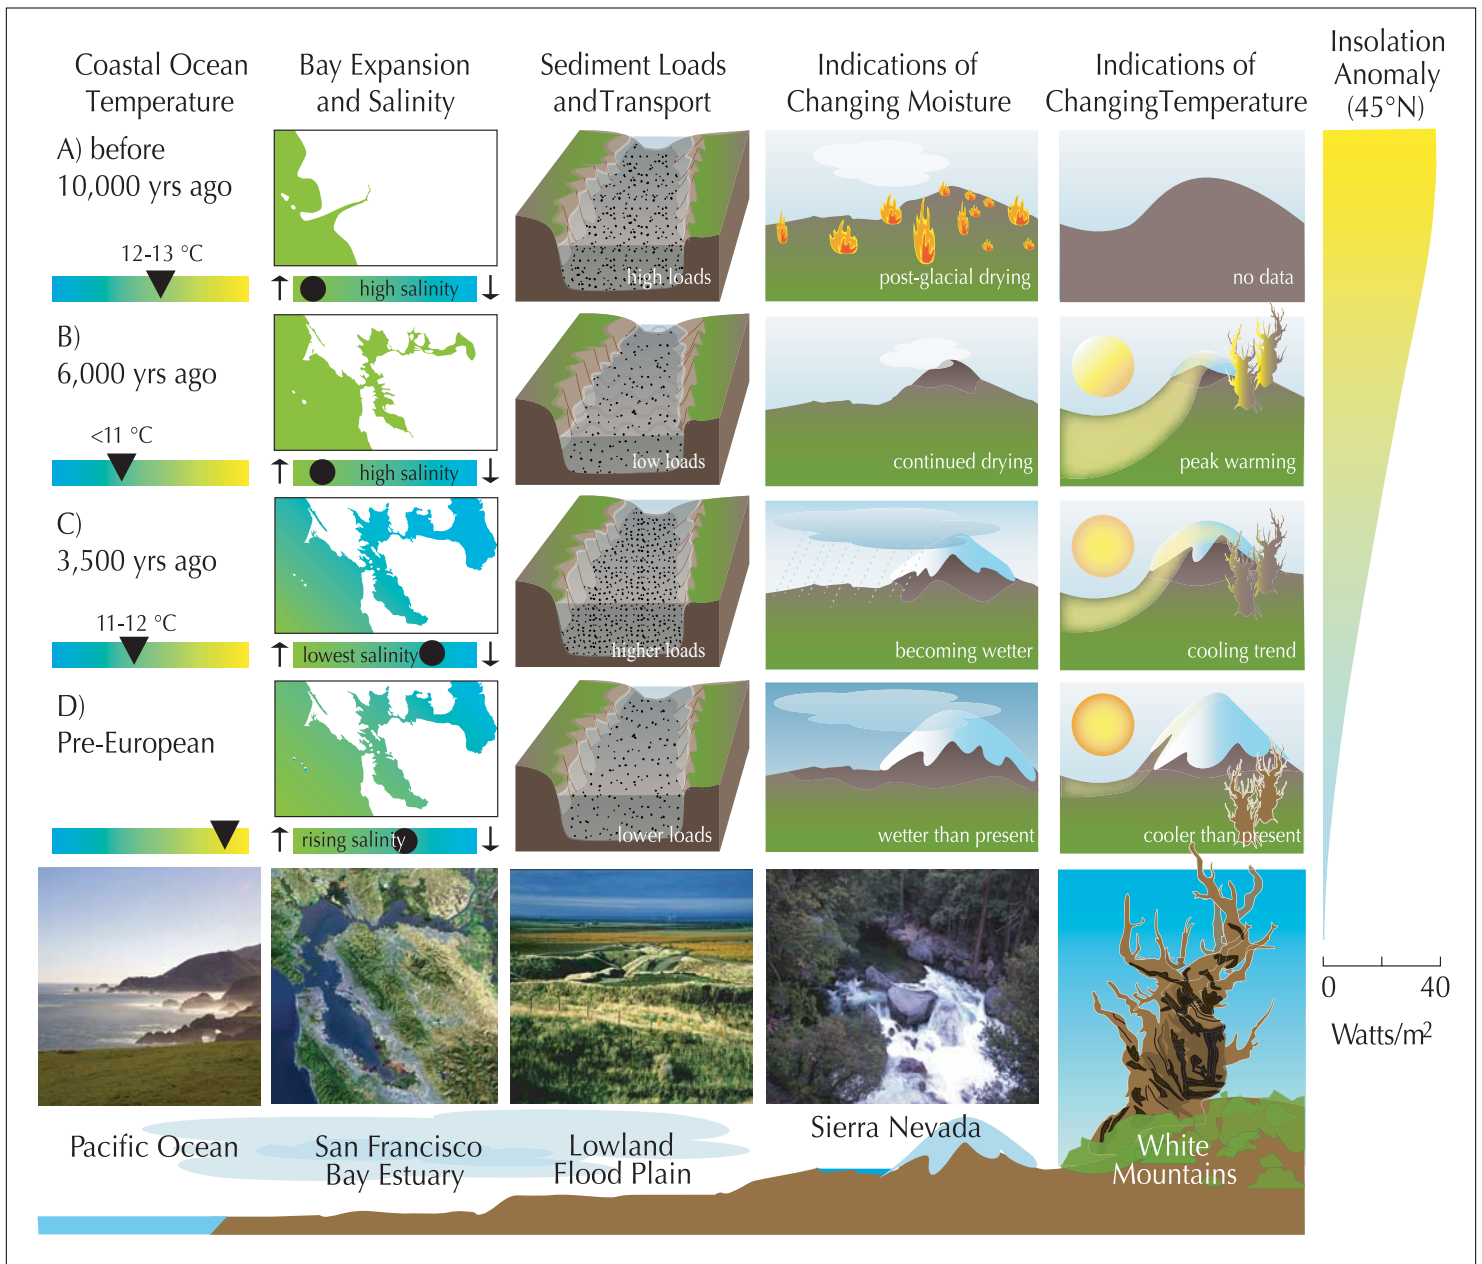 Coastal Ocean
Temperature
Bay Expansion
and Salinity
Sediment Loads
and Transport
Indications of
Changing Moisture
Indications of
Changing Temperature
Insolation
Anomaly
(45°N)
A) before
10,000 yrs ago
12-13 °C
high salinity
high loads
post-glacial drying
no data
B)
6,000 yrs ago
<11 °C
high salinity
low loads
continued drying
peak warming
C)
3,500 yrs ago
11-12 °C
lowest salinity
higher loads
becoming wetter
cooling trend
D)
Pre-European
rising salinity
lower loads
wetter than present
cooler than present
0 40
Watts/m²
Pacific Ocean
San Francisco
Bay Estuary
Lowland
Flood Plain
Sierra Nevada
White
Mountains